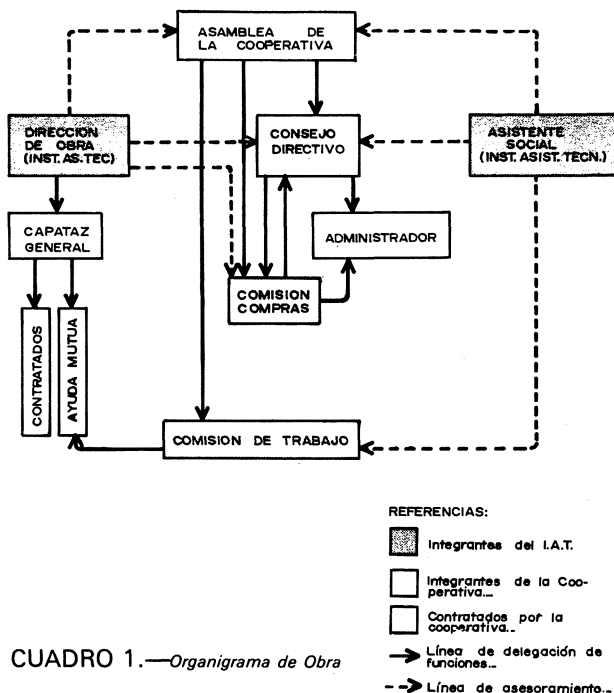 ASAMBLEA DE
LA COOPERATIVA
DIRECCION
DE OBRA
(INST. AS. TEC)
CONSEJO
DIRECTIVO
ASISTENTE
SOCIAL
(INST. ASIST. TECN.)
CAPATAZ
GENERAL
ADMINISTRADOR
COMISION
COMPRAS
CONTRATADOS
AYUDA MUTUA
COMISION DE TRABAJO
REFERENCIAS:
Integrantes del I.A.T.
Integrantes de la Coo-
perativa...
Contratados por la
cooperativa...
Línea de delegación de
funciones...
Línea de asesoramiento...
CUADRO 1.—Organigrama de Obra